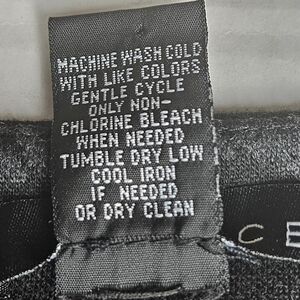 MACHINE WASH COLD
WITH LIKE COLORS
GENTLE CYCLE
ONLY NON-
CHLORINE BLEACH
WHEN NEEDED
TUMBLE DRY LOW
COOL IRON
IF NEEDED
OR DRY CLEAN
C E